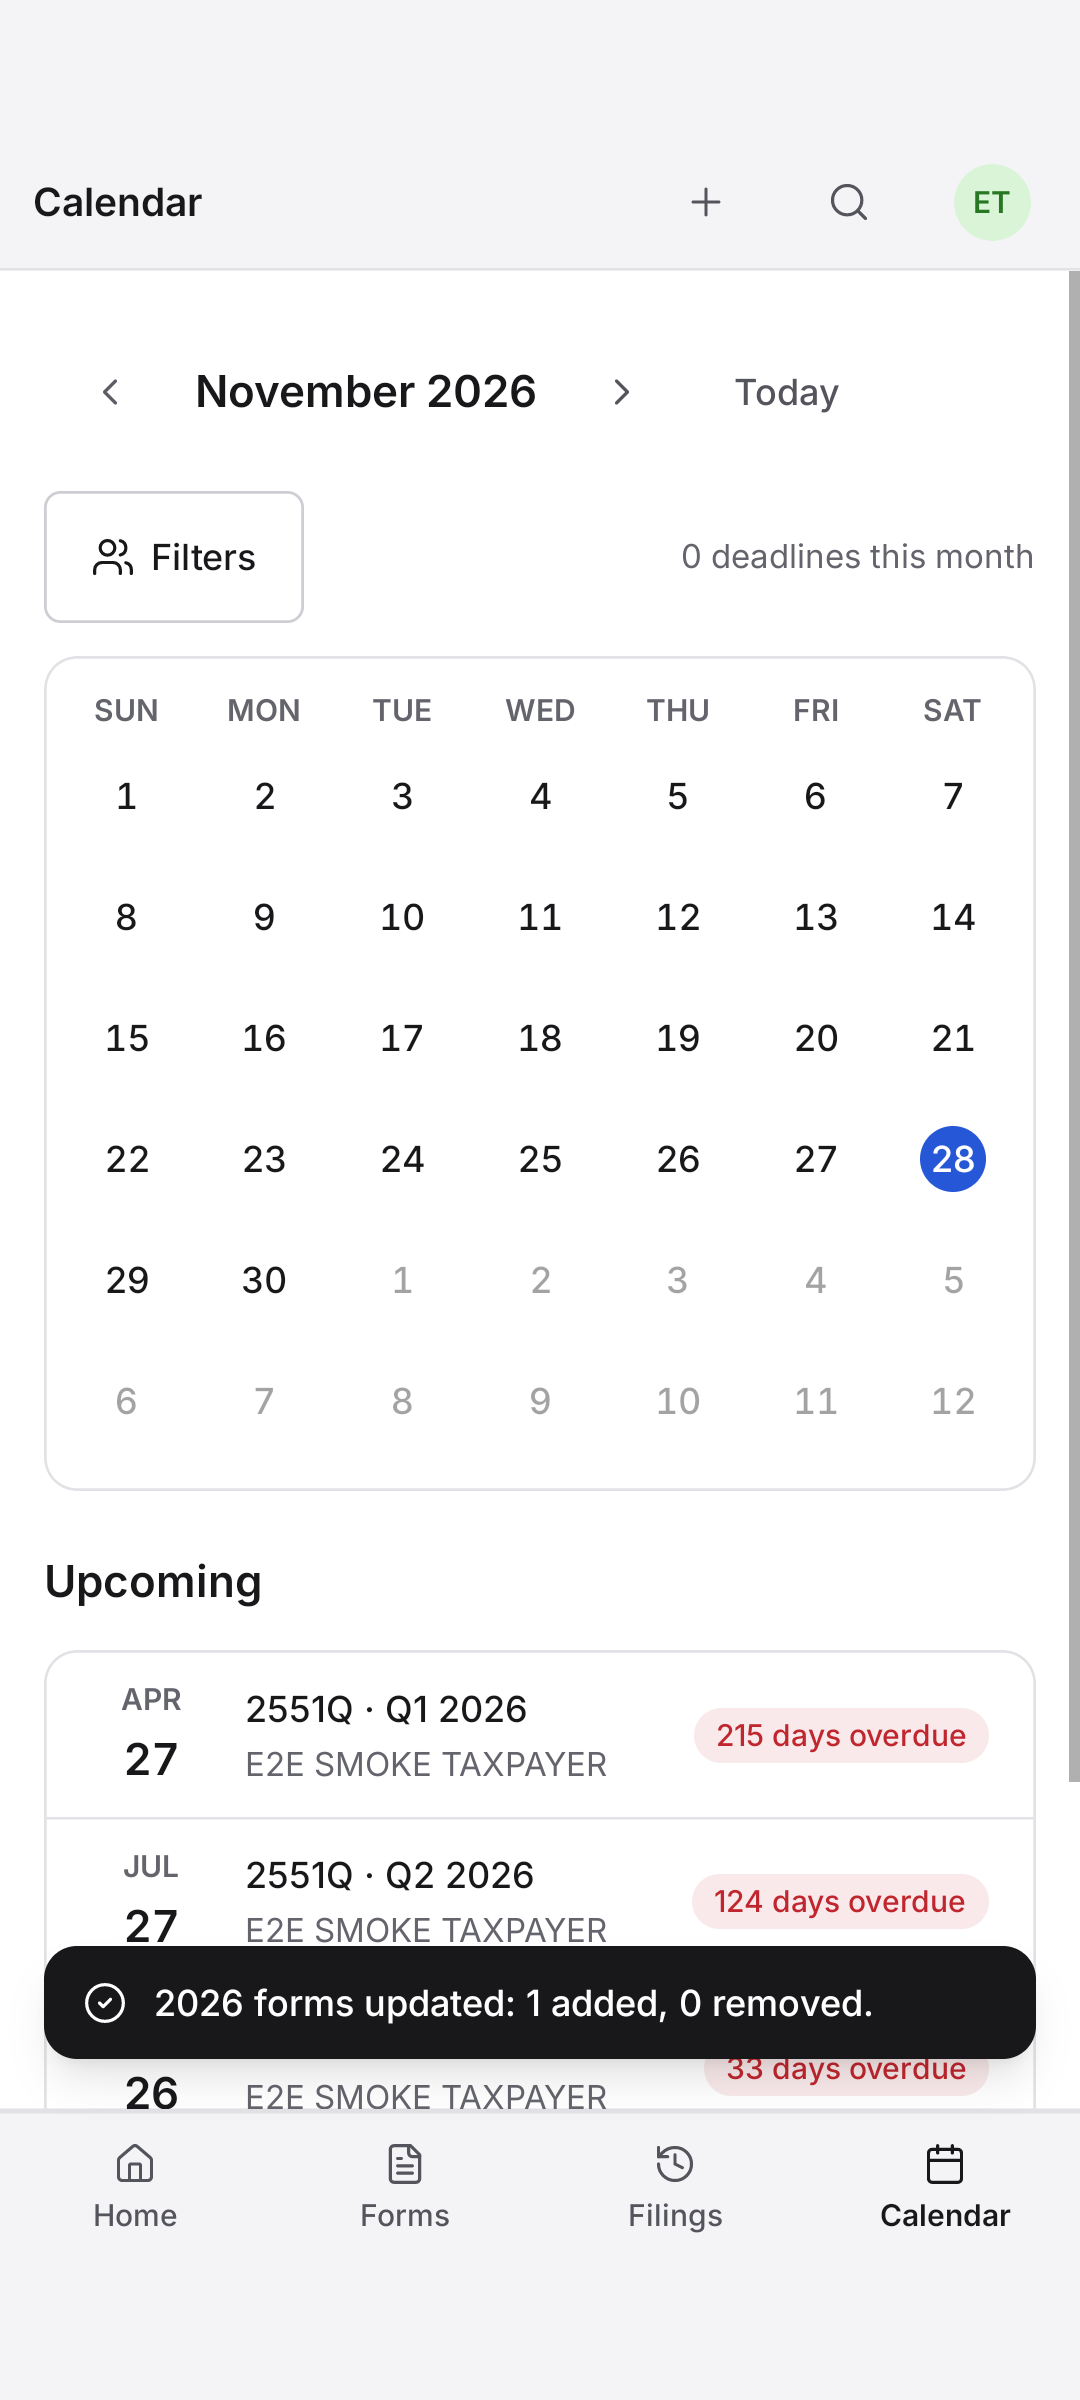 Calendar
ET
November 2026
Today
Filters
0 deadlines this month
SUN MON TUE WED THU FRI SAT
1 2 3 4 5 6 7
8 9 10 11 12 13 14
15 16 17 18 19 20 21
22 23 24 25 26 27 28
29 30 1 2 3 4 5
6 7 8 9 10 11 12
Upcoming
APR
27
2551Q · Q1 2026
E2E SMOKE TAXPAYER
215 days overdue
JUL
27
2551Q · Q2 2026
E2E SMOKE TAXPAYER
124 days overdue
2026 forms updated: 1 added, 0 removed.
26
E2E SMOKE TAXPAYER
33 days overdue
Home
Forms
Filings
Calendar